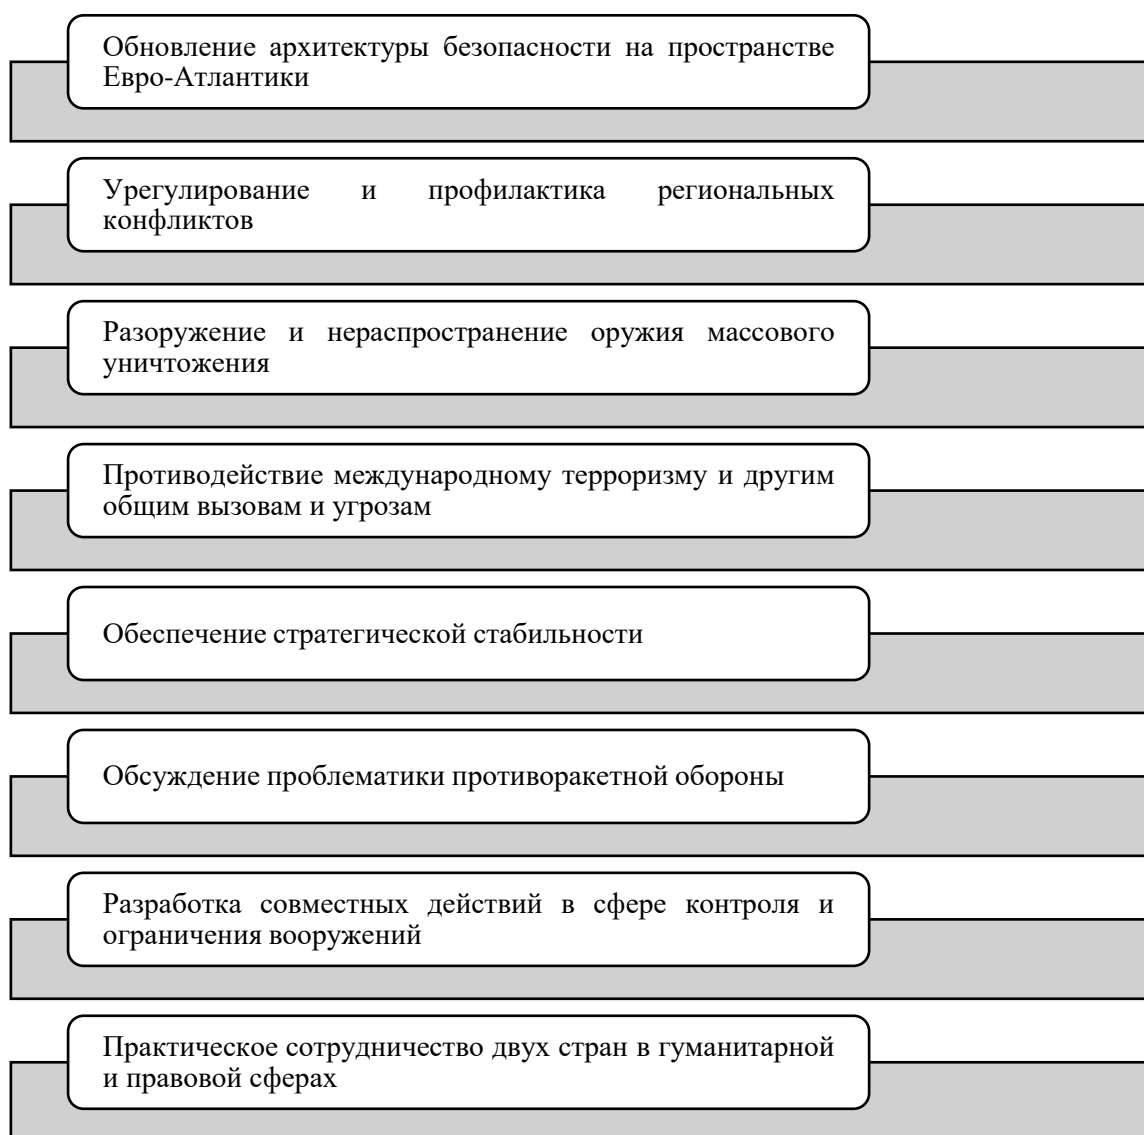 Обновление архитектуры безопасности на пространстве
Евро-Атлантики
Урегулирование и профилактика региональных
конфликтов
Разоружение и нераспространение оружия массового
уничтожения
Противодействие международному терроризму и другим
общим вызовам и угрозам
Обеспечение стратегической стабильности
Обсуждение проблематики противоракетной обороны
Разработка совместных действий в сфере контроля и
ограничения вооружений
Практическое сотрудничество двух стран в гуманитарной
и правовой сферах